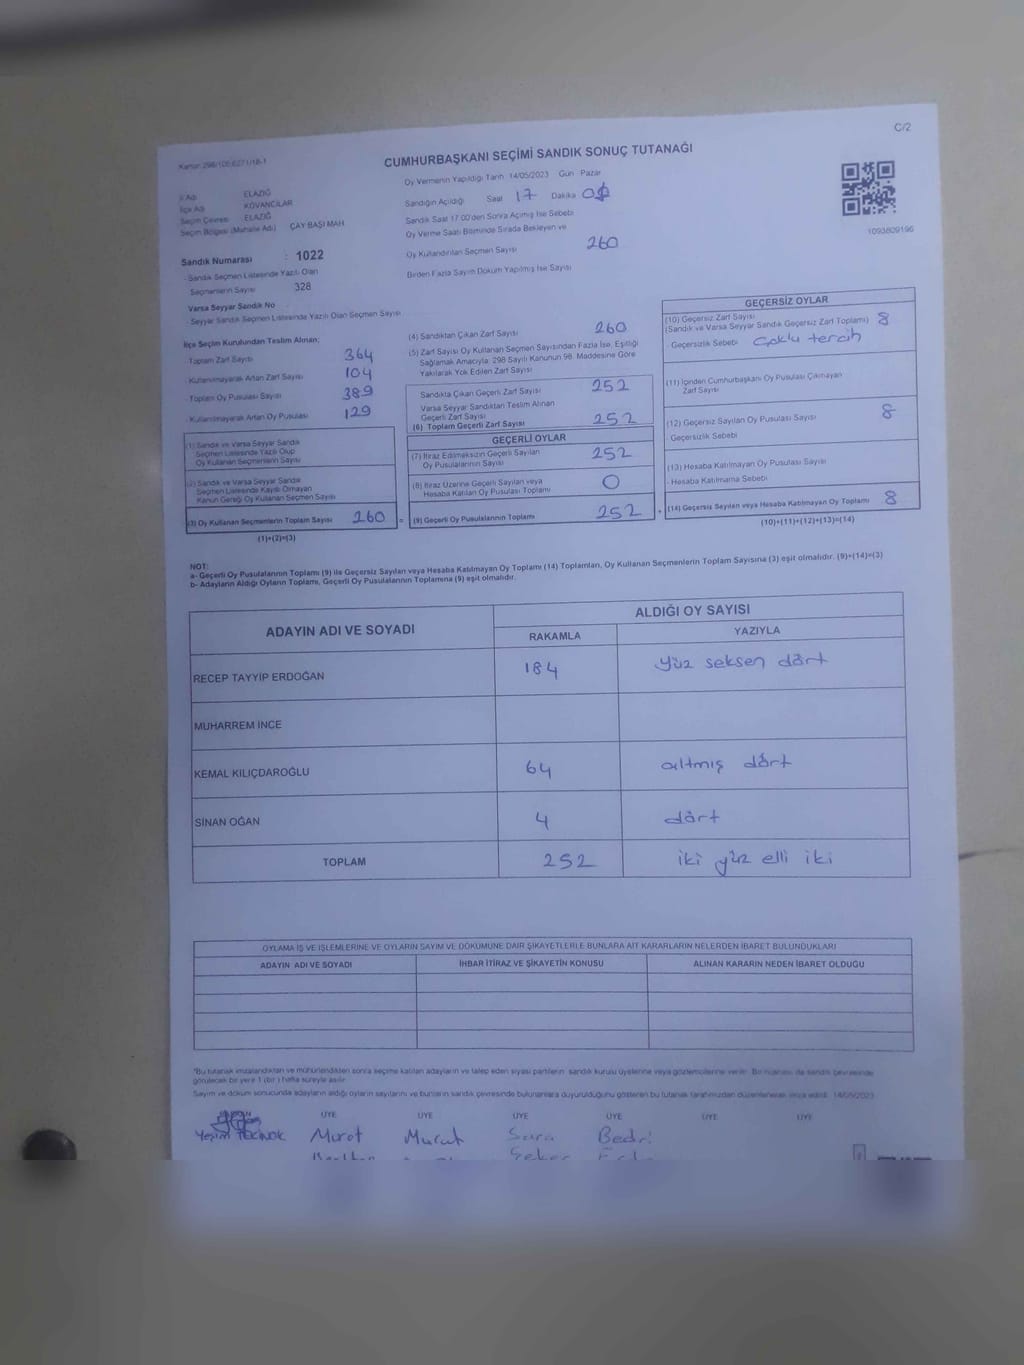 C/2
Kanun: 298/105;6271/18-1
CUMHURBAŞKANI SEÇİMİ SANDIK SONUÇ TUTANAĞI
İl Adı ELAZIĞ
İlçe Adı KOVANCILAR
Seçim Çevresi ELAZIĞ
Seçim Bölgesi (Mahalle Adı) ÇAY BAŞI MAH
Sandık Numarası : 1022
- Sandık Seçmen Listesinde Yazılı Olan
Seçmenlerin Sayısı 328
Varsa Seyyar Sandık No
- Seyyar Sandık Seçmen Listesinde Yazılı Olan Seçmen Sayısı
Oy Vermenin Yapıldığı Tarih 14/05/2023 Gün Pazar
Sandığın Açıldığı Saat 17 Dakika
Sandık Saat 17:00'den Sonra Açılmış İse Sebebi
Oy Verme Saati Bitiminde Sırada Bekleyen ve
Oy Kullandırılan Seçmen Sayısı 260
Birden Fazla Sayım Döküm Yapılmış İse Sayısı
1093809196
İlçe Seçim Kurulundan Teslim Alınan;
Toplam Zarf Sayısı 364
- Kullanılmayarak Artan Zarf Sayısı 104
- Toplam Oy Pusulası Sayısı 389
- Kullanılmayarak Artan Oy Pusulası 129
(1) Sandık ve Varsa Seyyar Sandık
Seçmen Listesinde Yazılı Olup
Oy Kullanan Seçmenlerin Sayısı
(2) Sandık ve Varsa Seyyar Sandık
Seçmen Listesinde Kaydı Olmayan
Kanun Gereği Oy Kullanan Seçmen Sayısı
(3) Oy Kullanan Seçmenlerin Toplam Sayısı 260 =
(1)+(2)=(3)
(4) Sandıktan Çıkan Zarf Sayısı 260
(5) Zarf Sayısı Oy Kullanan Seçmen Sayısından Fazla İse, Eşitliği
Sağlamak Amacıyla, 298 Sayılı Kanunun 98. Maddesine Göre
Yakılarak Yok Edilen Zarf Sayısı
Sandıkta Çıkan Geçerli Zarf Sayısı 252
Varsa Seyyar Sandıktan Teslim Alınan
Geçerli Zarf Sayısı
(6) Toplam Geçerli Zarf Sayısı 252
GEÇERLİ OYLAR
(7) İtiraz Edilmeksizin Geçerli Sayılan
Oy Pusulalarının Sayısı 252
(8) İtiraz Üzerine Geçerli Sayılan veya
Hesaba Katılan Oy Pusulası Toplamı 0
(9) Geçerli Oy Pusulalarının Toplamı 252 +
GEÇERSİZ OYLAR
(10) Geçersiz Zarf Sayısı
(Sandık ve Varsa Seyyar Sandık Geçersiz Zarf Toplamı) 8
Geçersizlik Sebebi Çoklu tercih
(11) İçinden Cumhurbaşkanı Oy Pusulası Çıkmayan
Zarf Sayısı
(12) Geçersiz Sayılan Oy Pusulası Sayısı 8
Geçersizlik Sebebi
(13) Hesaba Katılmayan Oy Pusulası Sayısı
- Hesaba Katılmama Sebebi
(14) Geçersiz Sayılan veya Hesaba Katılmayan Oy Toplamı 8
(10)+(11)+(12)+(13)=(14)
NOT:
a- Geçerli Oy Pusulalarının Toplamı (9) ile Geçersiz Sayılan veya Hesaba Katılmayan Oy Toplamı (14) Toplamları, Oy Kullanan Seçmenlerin Toplam Sayısına (3) eşit olmalıdır. (9)+(14)=(3)
b- Adayların Aldığı Oyların Toplamı, Geçerli Oy Pusulalarının Toplamına (9) eşit olmalıdır.
ADAYIN ADI VE SOYADI
ALDIĞI OY SAYISI
RAKAMLA YAZIYLA
RECEP TAYYİP ERDOĞAN 184 yüz seksen dört
MUHARREM İNCE
KEMAL KILIÇDAROĞLU 64 altmış dört
SİNAN OĞAN 4 dört
TOPLAM 252 iki yüz elli iki
OYLAMA İŞ VE İŞLEMLERİNE VE OYLARIN SAYIM VE DÖKÜMÜNE DAİR ŞİKAYETLERLE BUNLARA AİT KARARLARIN NELERDEN İBARET BULUNDUKLARI
ADAYIN ADI VE SOYADI İHBAR İTİRAZ VE ŞİKAYETİN KONUSU ALINAN KARARIN NEDEN İBARET OLDUĞU
*Bu tutanak imzalandıktan ve mühürlendikten sonra seçime katılan adayların ve talep eden siyasi partilerin sandık kurulu üyelerine veya gözlemcilerine verilir. Bir nüshası da sandık çevresinde
görülecek bir yere 1 (bir) hafta süreyle asılır.
Sayım ve döküm sonucunda adayların aldığı oyların sayılarını ve bunların sandık çevresinde bulunanlara duyurulduğunu gösteren bu tutanak tarafımızdan düzenlenerek imza edildi. 14/05/2023
ÜYE ÜYE ÜYE ÜYE ÜYE ÜYE
Yeşim TEKİNOK Murat Murat Sara Bedri
Şeker